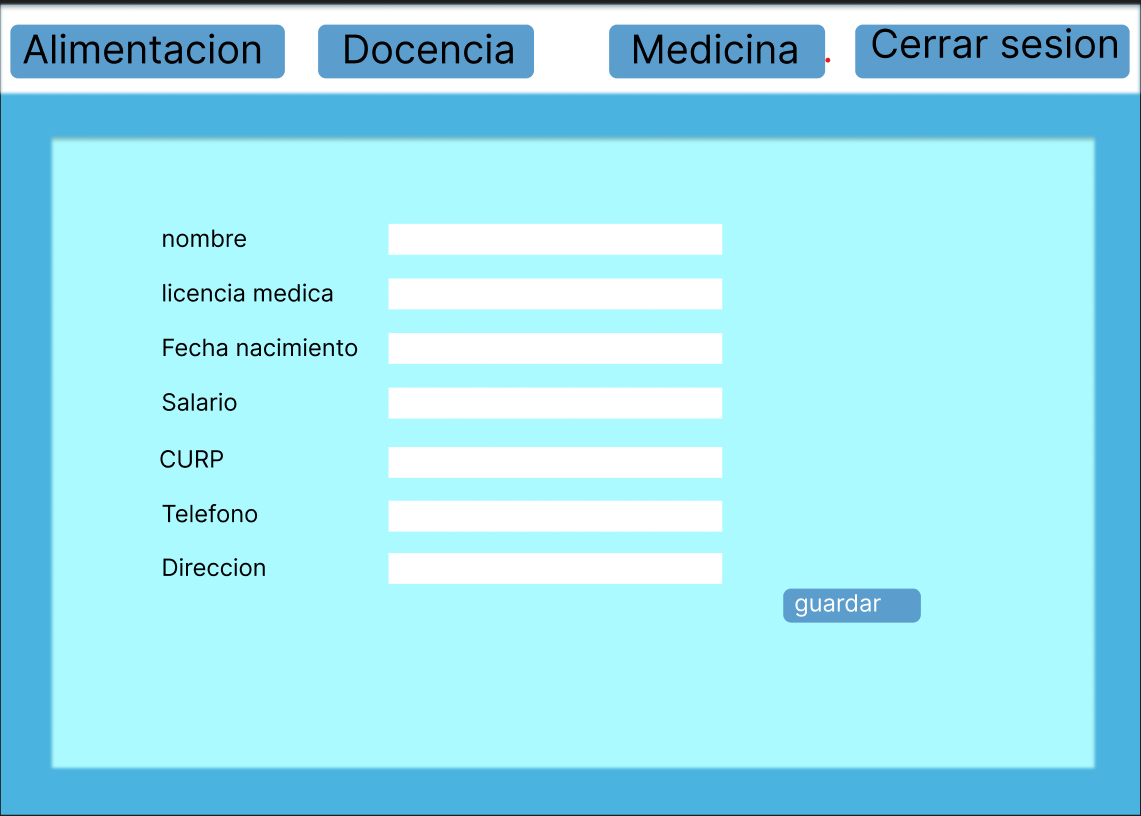 Alimentacion
Docencia
Medicina
.
Cerrar sesion
nombre
licencia medica
Fecha nacimiento
Salario
CURP
Telefono
Direccion
guardar